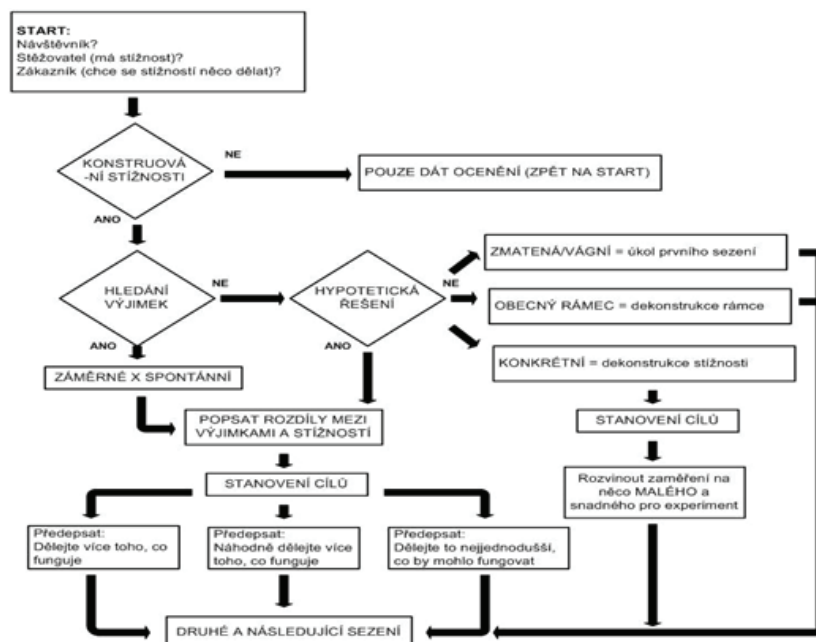 START:
Návštěvník?
Stěžovatel (má stížnost)?
Zákazník (chce se stížností něco dělat)?
KONSTRUOVÁ
-NÍ STÍŽNOSTI
NE
POUZE DÁT OCENĚNÍ (ZPĚT NA START)
ANO
HLEDÁNÍ
VÝJIMEK
NE
HYPOTETICKÁ
ŘEŠENÍ
NE
ZMATENÁ/VÁGNÍ = úkol prvního sezení
OBECNÝ RÁMEC = dekonstrukce rámce
KONKRÉTNÍ = dekonstrukce stížnosti
ANO
ANO
ZÁMĚRNÉ X SPONTÁNNÍ
POPSAT ROZDÍLY MEZI
VÝJIMKAMI A STÍŽNOSTÍ
STANOVENÍ CÍLŮ
STANOVENÍ CÍLŮ
Rozvinout zaměření na
něco MALÉHO a
snadného pro experiment
Předepsat:
Dělejte více toho, co
funguje
Předepsat:
Náhodně dělejte více
toho, co funguje
Předepsat:
Dělejte to nejjednodušší,
co by mohlo fungovat
DRUHÉ A NÁSLEDUJÍCÍ SEZENÍ